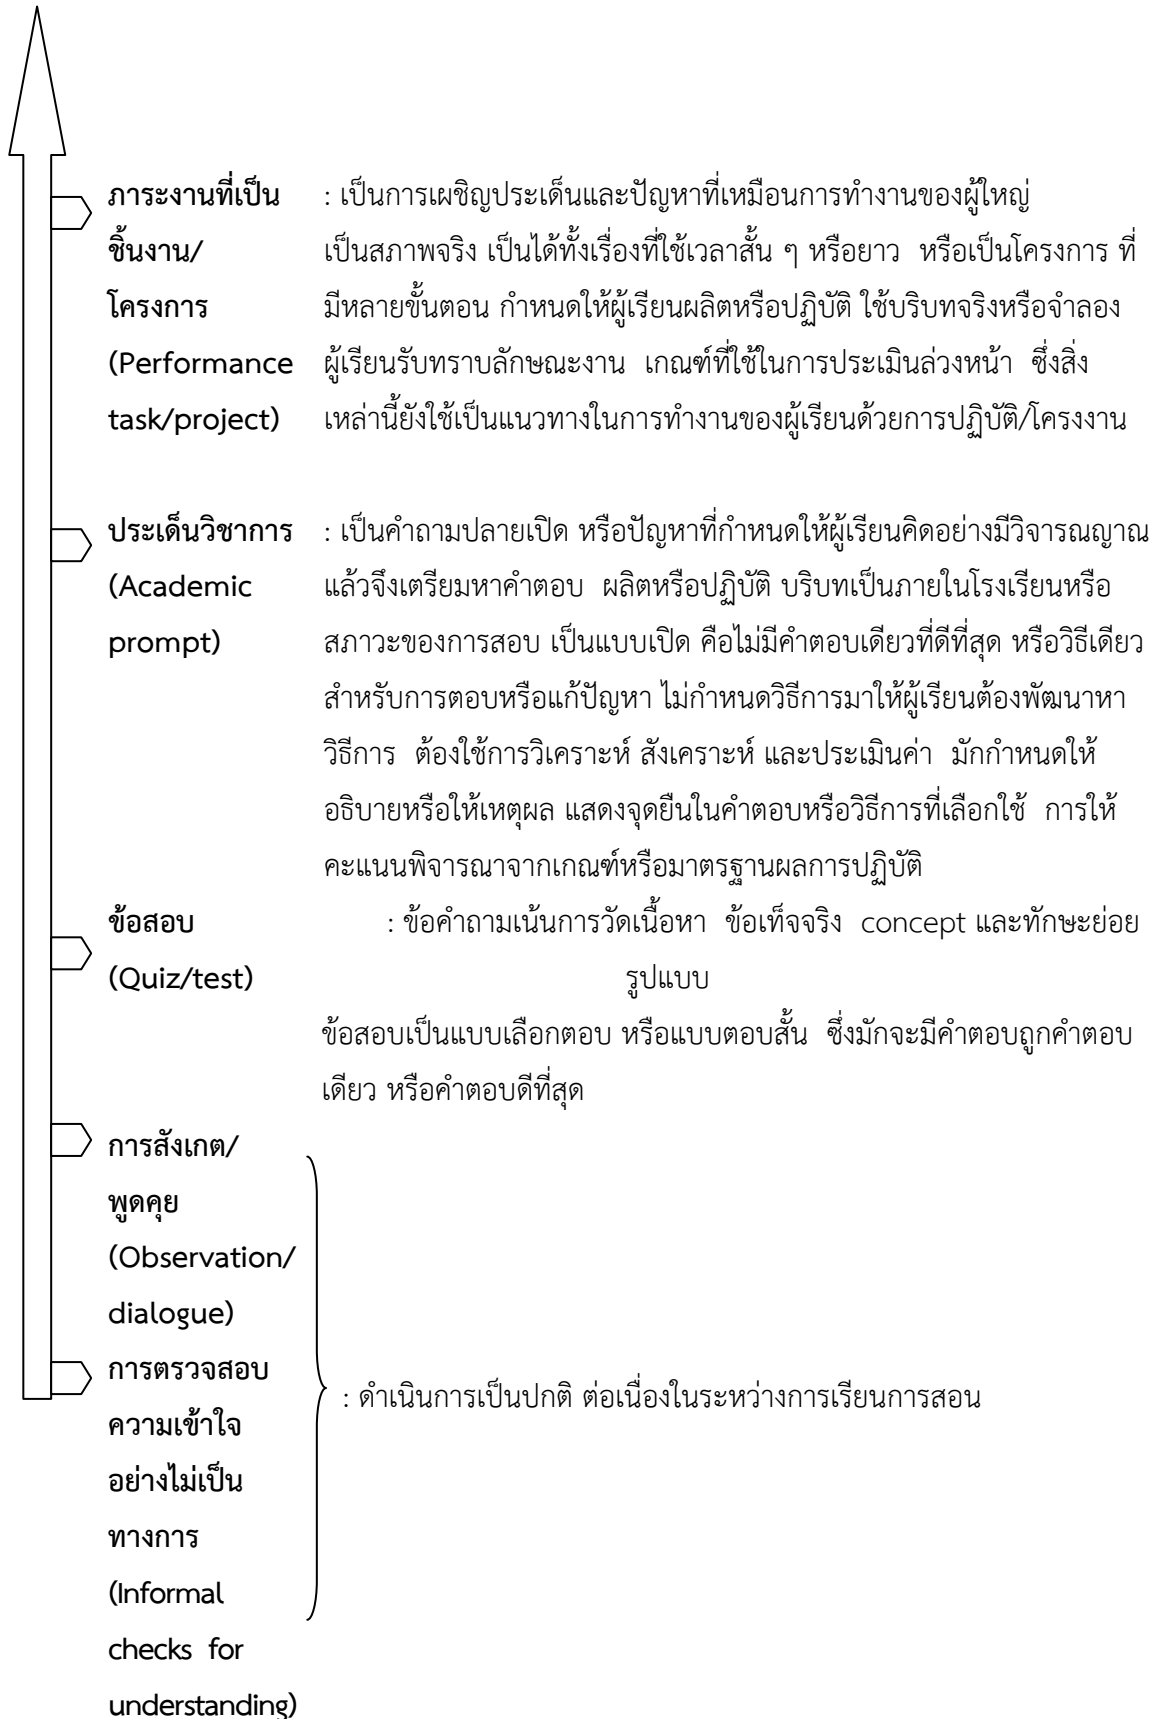 ภาระงานที่เป็น : เป็นการเผชิญประเด็นและปัญหาที่เหมือนการทำงานของผู้ใหญ่
ชิ้นงาน/ เป็นสภาพจริง เป็นได้ทั้งเรื่องที่ใช้เวลาสั้น ๆ หรือยาว หรือเป็นโครงการ ที่
โครงการ มีหลายขั้นตอน กำหนดให้ผู้เรียนผลิตหรือปฏิบัติ ใช้บริบทจริงหรือจำลอง
(Performance ผู้เรียนรับทราบลักษณะงาน เกณฑ์ที่ใช้ในการประเมินล่วงหน้า ซึ่งสิ่ง
task/project) เหล่านี้ยังใช้เป็นแนวทางในการทำงานของผู้เรียนด้วยการปฏิบัติ/โครงงาน
ประเด็นวิชาการ : เป็นคำถามปลายเปิด หรือปัญหาที่กำหนดให้ผู้เรียนคิดอย่างมีวิจารณญาณ
(Academic แล้วจึงเตรียมหาคำตอบ ผลิตหรือปฏิบัติ บริบทเป็นภายในโรงเรียนหรือ
prompt) สภาวะของการสอบ เป็นแบบเปิด คือไม่มีคำตอบเดียวที่ดีที่สุด หรือวิธีเดียว
สำหรับการตอบหรือแก้ปัญหา ไม่กำหนดวิธีการมาให้ผู้เรียนต้องพัฒนาหา
วิธีการ ต้องใช้การวิเคราะห์ สังเคราะห์ และประเมินค่า มักกำหนดให้
อธิบายหรือให้เหตุผล แสดงจุดยืนในคำตอบหรือวิธีการที่เลือกใช้ การให้
คะแนนพิจารณาจากเกณฑ์หรือมาตรฐานผลการปฏิบัติ
ข้อสอบ : ข้อคำถามเน้นการวัดเนื้อหา ข้อเท็จจริง concept และทักษะย่อย
(Quiz/test) รูปแบบ
ข้อสอบเป็นแบบเลือกตอบ หรือแบบตอบสั้น ซึ่งมักจะมีคำตอบถูกคำตอบ
เดียว หรือคำตอบดีที่สุด
การสังเกต/
พูดคุย
(Observation/
dialogue)
การตรวจสอบ
ความเข้าใจ : ดำเนินการเป็นปกติ ต่อเนื่องในระหว่างการเรียนการสอน
อย่างไม่เป็น
ทางการ
(Informal
checks for
understanding)